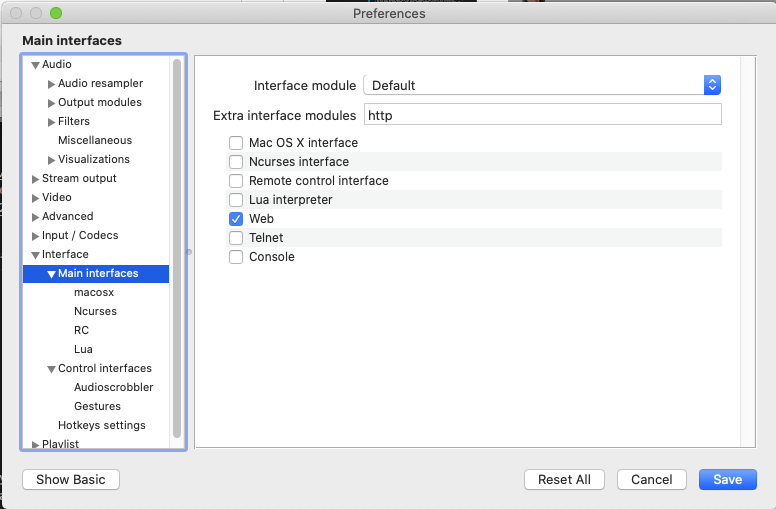 Preferences
Main interfaces
Audio
Audio resampler
Output modules
Filters
Miscellaneous
Visualizations
Stream output
Video
Advanced
Input / Codecs
Interface
Main interfaces
macosx
Ncurses
RC
Lua
Control interfaces
Audioscrobbler
Gestures
Hotkeys settings
Playlist
Interface module Default
Extra interface modules http
Mac OS X interface
Ncurses interface
Remote control interface
Lua interpreter
Web
Telnet
Console
Show Basic Reset All Cancel Save